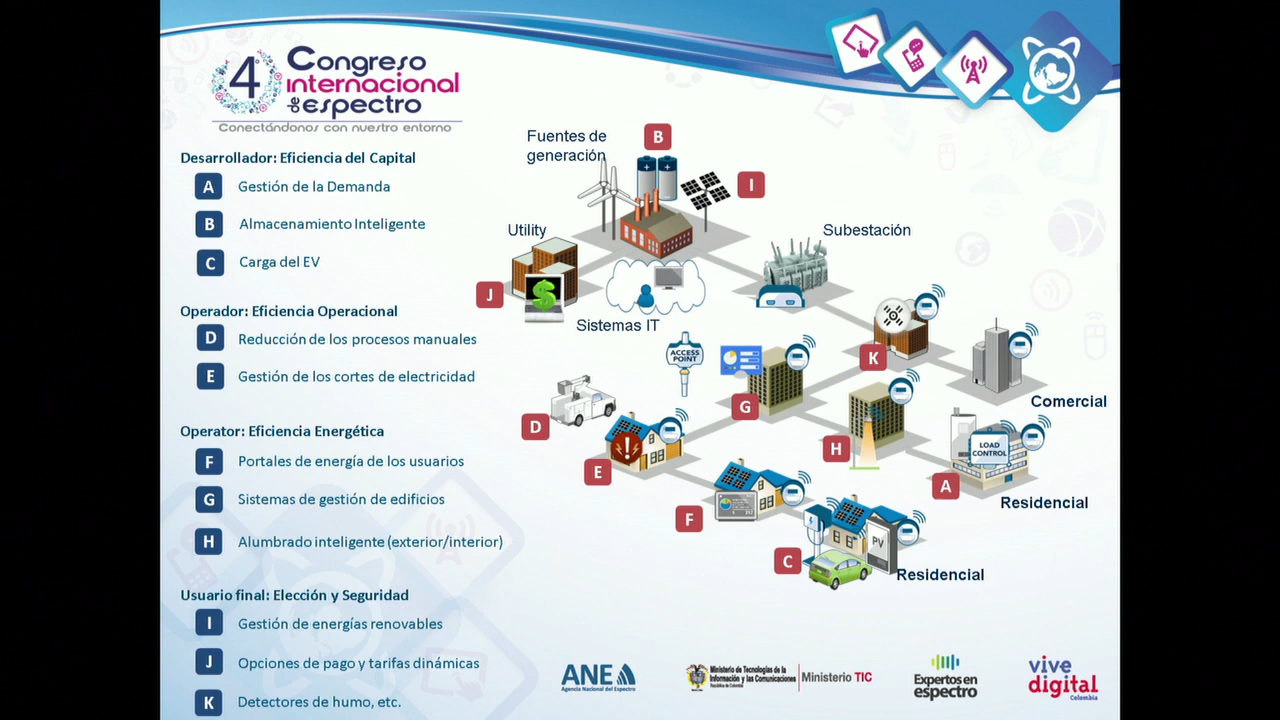 4
Congreso
internacional
de espectro
Conectándonos con nuestro entorno
Desarrollador: Eficiencia del Capital
A Gestión de la Demanda
B Almacenamiento Inteligente
C Carga del EV
Operador: Eficiencia Operacional
D Reducción de los procesos manuales
E Gestión de los cortes de electricidad
Operator: Eficiencia Energética
F Portales de energía de los usuarios
G Sistemas de gestión de edificios
H Alumbrado inteligente (exterior/interior)
Usuario final: Elección y Seguridad
I Gestión de energías renovables
J Opciones de pago y tarifas dinámicas
K Detectores de humo, etc.
Fuentes de
generación
B
I
Utility
Subestación
J
$
Sistemas IT
ACCESS
POINT
K
Comercial
G
D
H
LOAD
CONTROL
E
A
Residencial
F
PV
C
Residencial
ANE
Agencia Nacional del Espectro
Ministerio de Tecnologías de la
Información y las Comunicaciones
República de Colombia
Ministerio TIC
Expertos en
espectro
vive
digital
Colombia